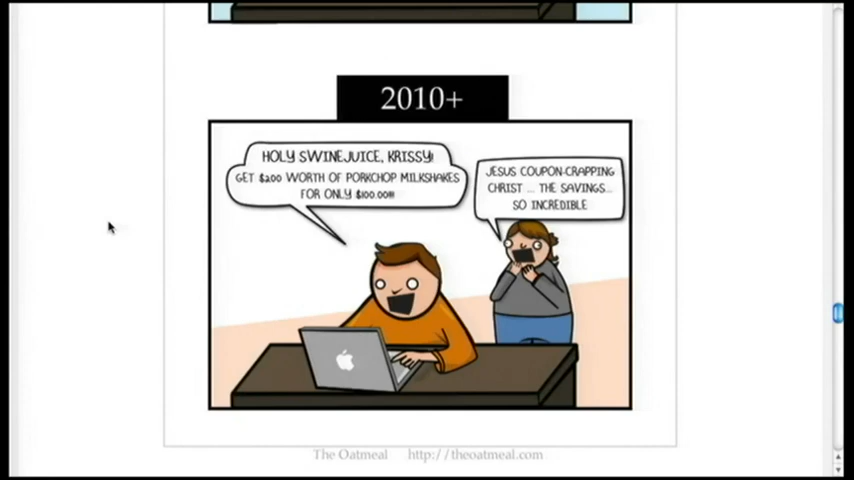 2010+
HOLY SWINEJUICE, KRISSY!
GET $200 WORTH OF PORKCHOP MILKSHAKES
FOR ONLY $100.00!!!
JESUS COUPON-CRAPPING
CHRIST ... THE SAVINGS...
SO INCREDIBLE
The Oatmeal http://theoatmeal.com